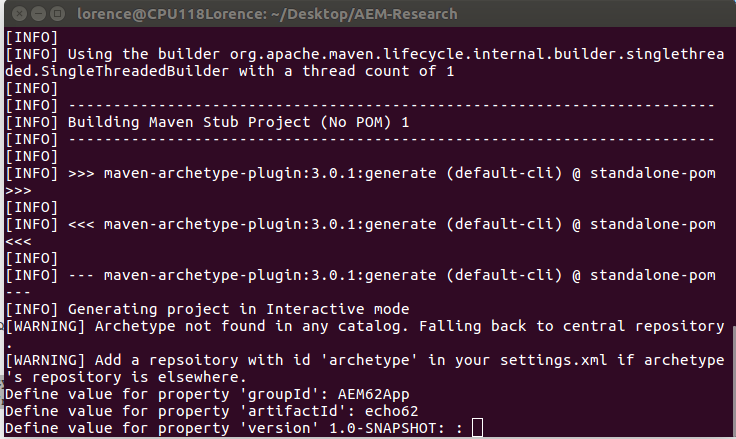 lorence@CPU118Lorence: ~/Desktop/AEM-Research
[INFO]
[INFO] Using the builder org.apache.maven.lifecycle.internal.builder.singlethrea
ded.SingleThreadedBuilder with a thread count of 1
[INFO]
[INFO] ------------------------------------------------------------------------
[INFO] Building Maven Stub Project (No POM) 1
[INFO] ------------------------------------------------------------------------
[INFO]
[INFO] >>> maven-archetype-plugin:3.0.1:generate (default-cli) @ standalone-pom
>>>
[INFO]
[INFO] <<< maven-archetype-plugin:3.0.1:generate (default-cli) @ standalone-pom
<<<
[INFO]
[INFO] --- maven-archetype-plugin:3.0.1:generate (default-cli) @ standalone-pom
---
[INFO] Generating project in Interactive mode
[WARNING] Archetype not found in any catalog. Falling back to central repository
.
[WARNING] Add a repsoitory with id 'archetype' in your settings.xml if archetype
's repository is elsewhere.
Define value for property 'groupId': AEM62App
Define value for property 'artifactId': echo62
Define value for property 'version' 1.0-SNAPSHOT: :